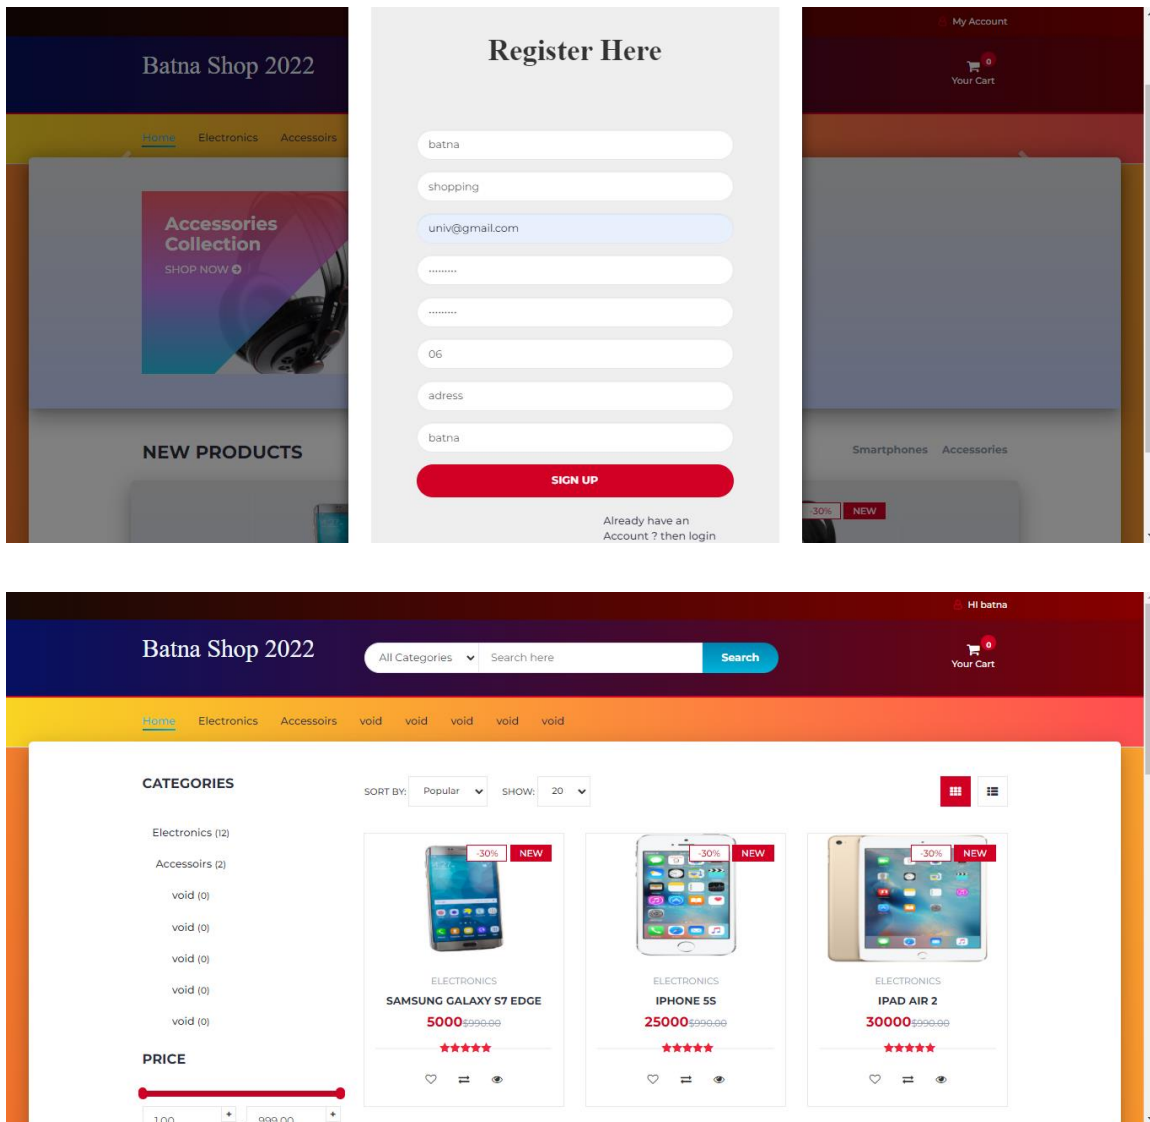 My Account
Register Here
Batna Shop 2022
0
Your Cart
Home Electronics Accessoirs
batna
shopping
univ@gmail.com
Accessories
Collection
SHOP NOW
.........
.........
06
adress
batna
NEW PRODUCTS
Smartphones Accessories
SIGN UP
-30% NEW
Already have an
Account ? then login
HI batna
Batna Shop 2022
All Categories Search here Search
0
Your Cart
Home Electronics Accessoirs void void void void void
CATEGORIES
SORT BY: Popular SHOW: 20
Electronics (12)
Accessoirs (2)
void (0)
void (0)
void (0)
void (0)
void (0)
-30% NEW
-30% NEW
-30% NEW
ELECTRONICS
SAMSUNG GALAXY S7 EDGE
5000$990.00
ELECTRONICS
IPHONE 5S
25000$990.00
ELECTRONICS
IPAD AIR 2
30000$990.00
PRICE
1.00 + 999.00 +